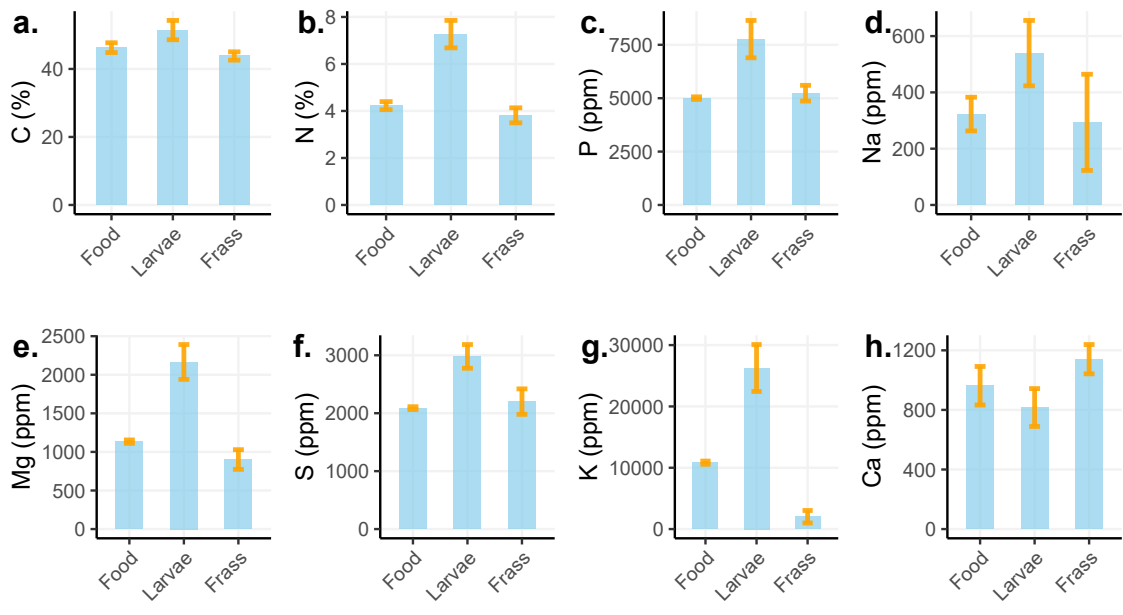 a.
C (%)
40
20
0
Food
Larvae
Frass
b.
N (%)
8
6
4
2
0
Food
Larvae
Frass
c.
P (ppm)
7500
5000
2500
0
Food
Larvae
Frass
d.
Na (ppm)
600
400
200
0
Food
Larvae
Frass
e.
Mg (ppm)
2500
2000
1500
1000
500
0
Food
Larvae
Frass
f.
S (ppm)
3000
2000
1000
0
Food
Larvae
Frass
g.
K (ppm)
30000
20000
10000
0
Food
Larvae
Frass
h.
Ca (ppm)
1200
800
400
0
Food
Larvae
Frass